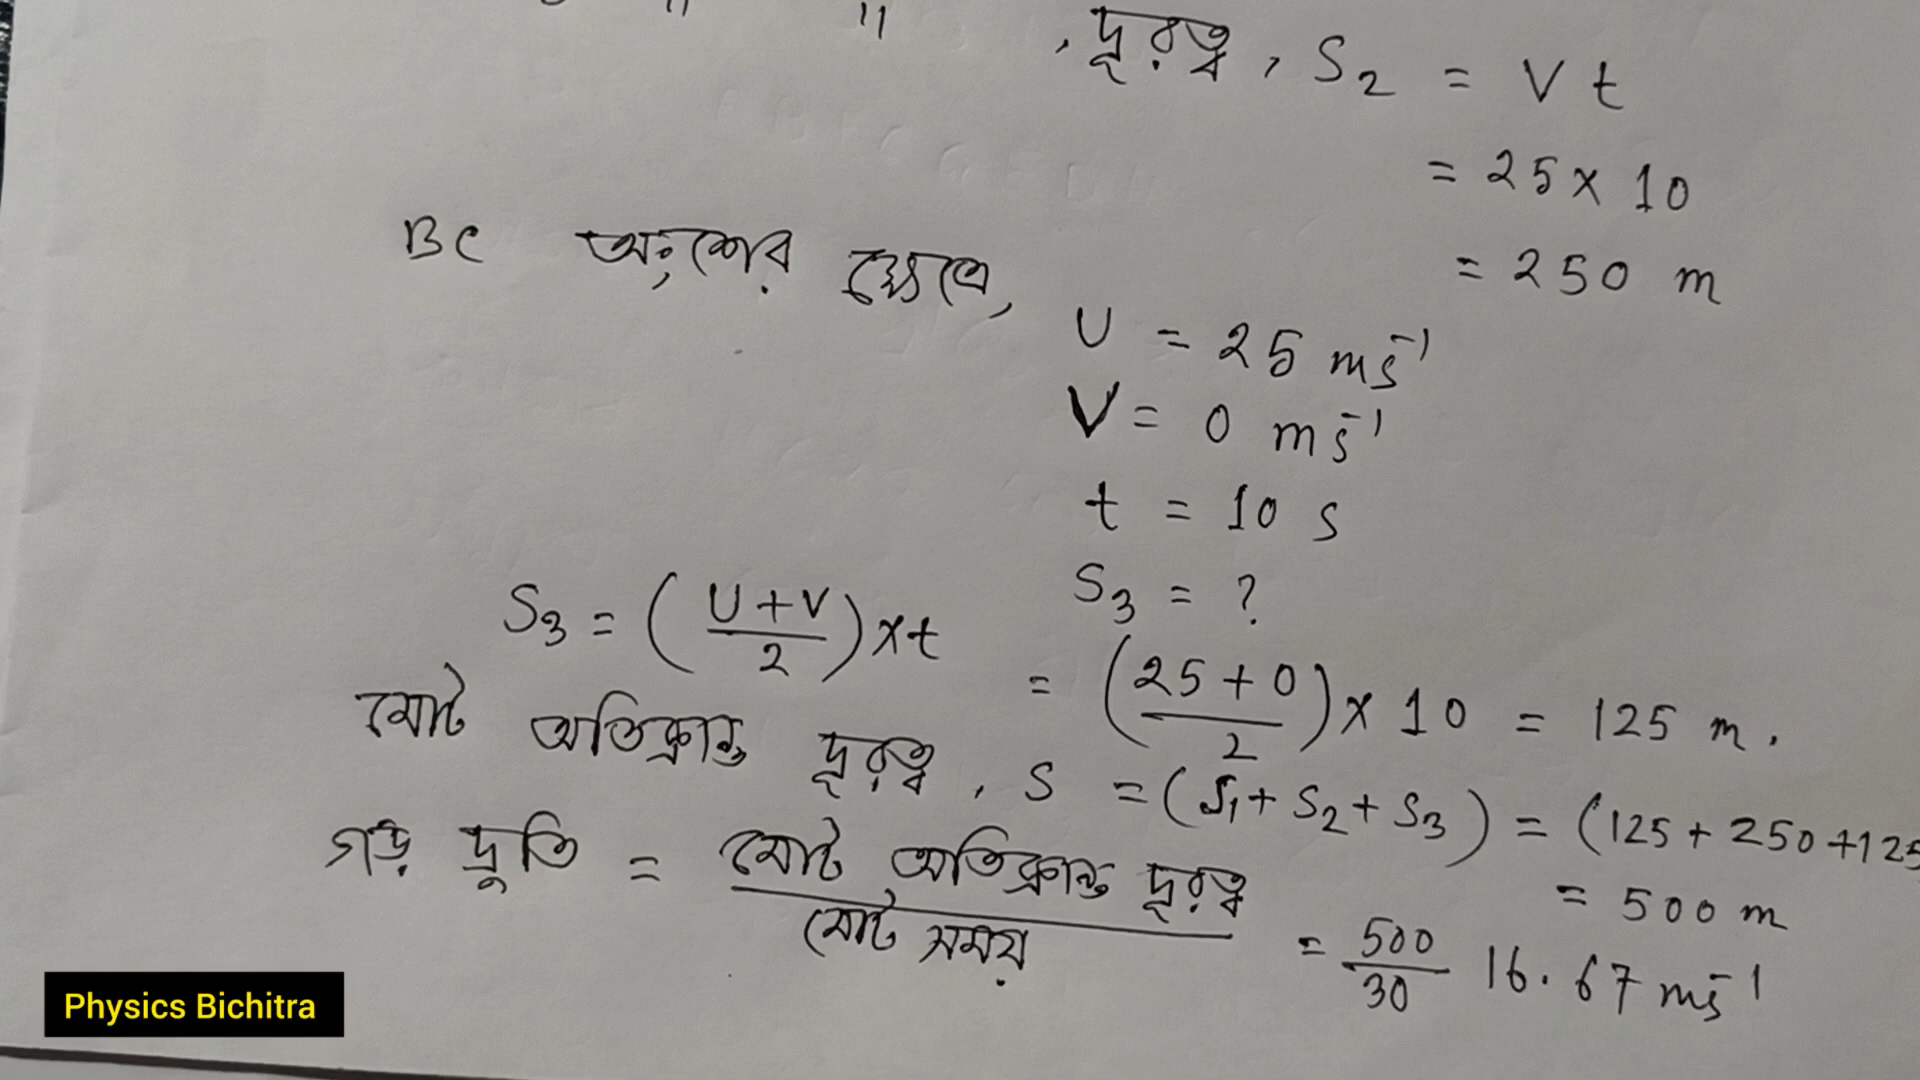 " "
, দূরত্ব, S₂ = Vt
= 25 × 10
= 250 m
BC অংশের ক্ষেত্রে,
U = 25 ms⁻¹
V = 0 ms⁻¹
t = 10 s
S₃ = ?
S₃ = (U+V/2) × t = (25+0/2) × 10 = 125 m.
মোট অতিক্রান্ত দূরত্ব, S = (S₁ + S₂ + S₃) = (125 + 250 + 125
= 500 m
গড় দ্রুতি = মোট অতিক্রান্ত দূরত্ব/মোট সময় = 500/30 16.67 ms⁻¹
Physics Bichitra